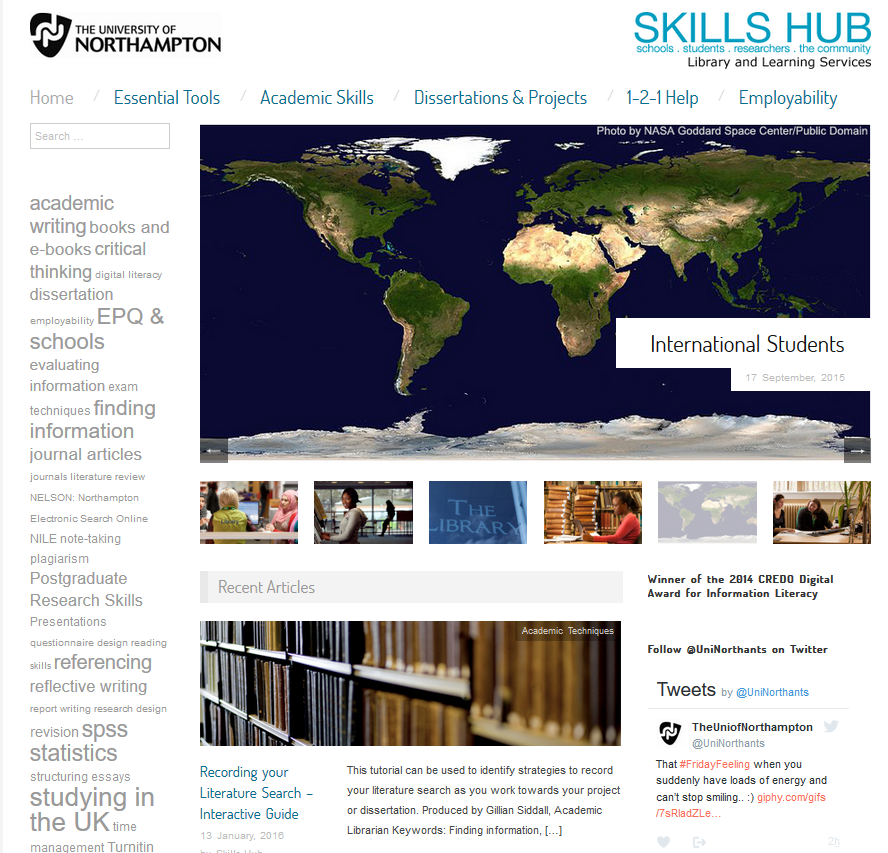 THE UNIVERSITY OF
NORTHAMPTON
SKILLS HUB
schools . students . researchers . the community
Library and Learning Services
Home / Essential Tools / Academic Skills / Dissertations & Projects / 1-2-1 Help / Employability
Search ...
academic
writing books and
e-books critical
thinking digital literacy
dissertation
employability EPQ &
schools
evaluating
information exam
techniques finding
information
journal articles
journals literature review
NELSON: Northampton
Electronic Search Online
NILE note-taking
plagiarism
Postgraduate
Research Skills
Presentations
questionnaire design reading
skills referencing
reflective writing
report writing research design
revision spss
statistics
structuring essays
studying in
the UK time
management Turnitin
Photo by NASA Goddard Space Center/Public Domain
International Students
17 September, 2015
THE
LIBRARY
Recent Articles
Academic Techniques
Recording your
Literature Search –
Interactive Guide
13 January, 2016
by Skills Hub
This tutorial can be used to identify strategies to record
your literature search as you work towards your project
or dissertation. Produced by Gillian Siddall, Academic
Librarian Keywords: Finding information, [...]
Winner of the 2014 CREDO Digital
Award for Information Literacy
Follow @UniNorthants on Twitter
Tweets by @UniNorthants
TheUniofNorthampton
@UniNorthants
That #FridayFeeling when you
suddenly have loads of energy and
can't stop smiling.. :) giphy.com/gifs
/7sRladZLe...
2h